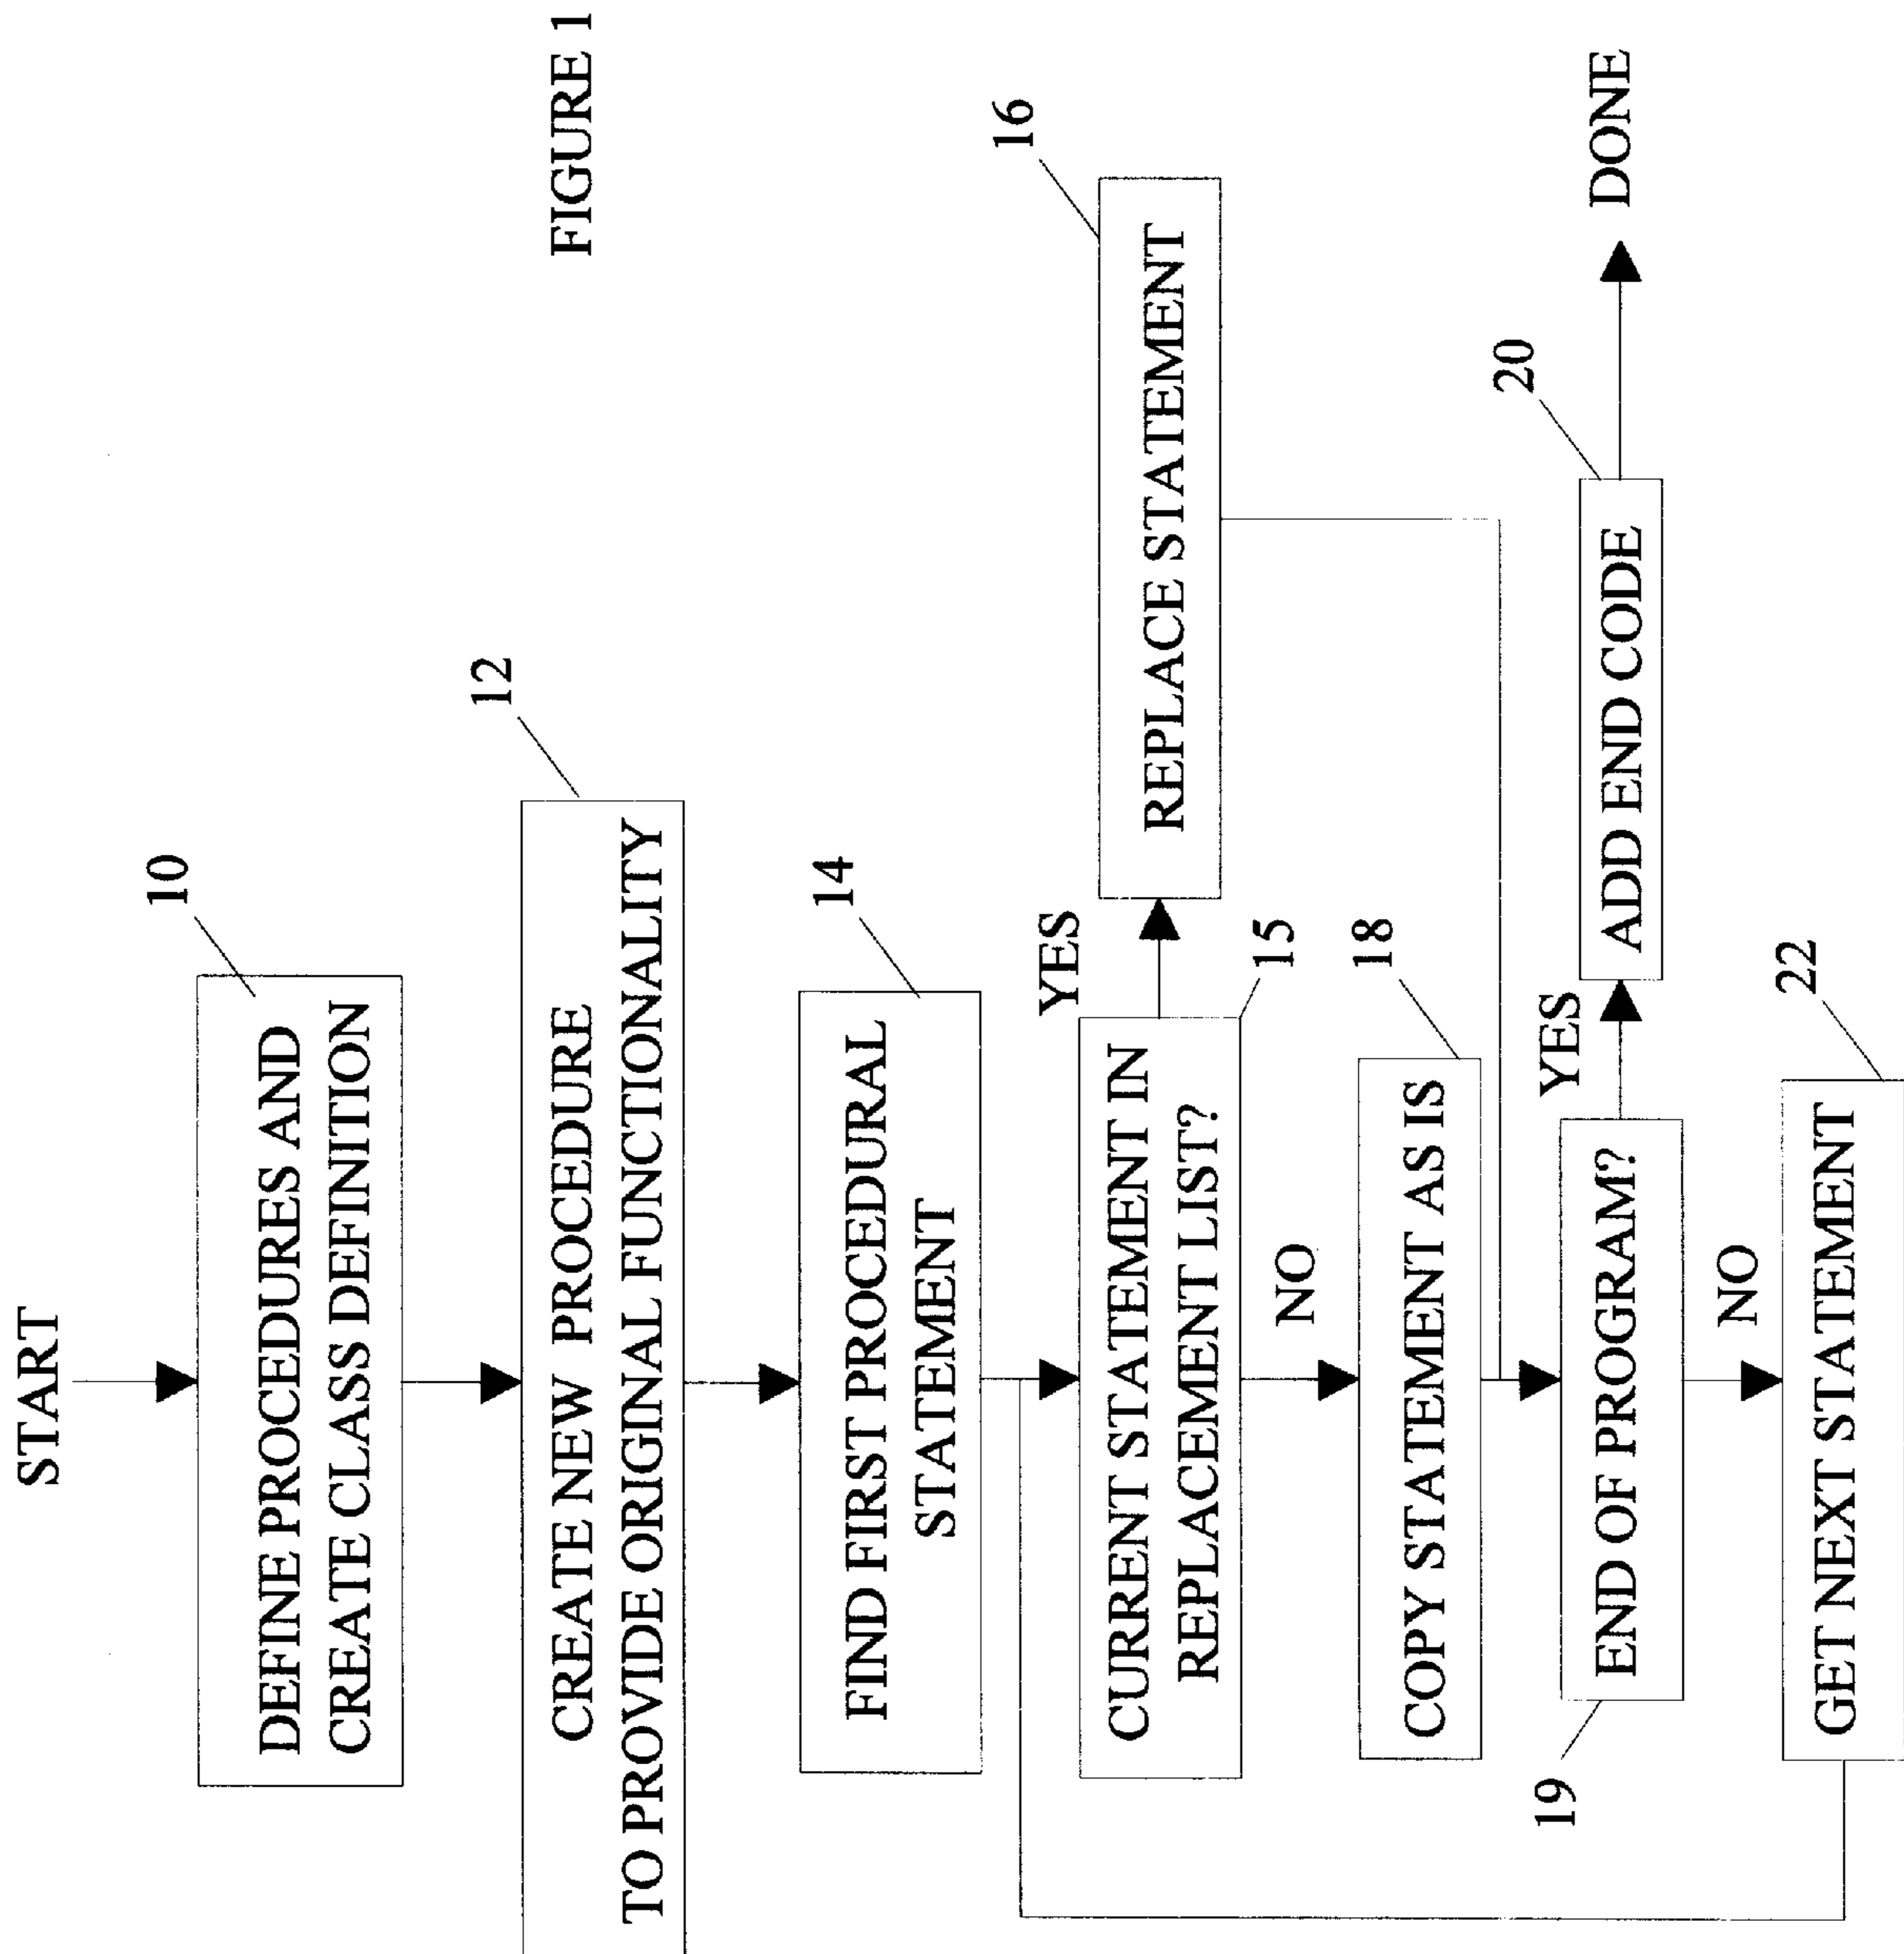 FIGURE 1
START
10
DEFINE PROCEDURES AND
CREATE CLASS DEFINITION
12
CREATE NEW PROCEDURE
TO PROVIDE ORIGINAL FUNCTIONALITY
14
FIND FIRST PROCEDURAL
STATEMENT
YES
16
CURRENT STATEMENT IN
REPLACEMENT LIST?
REPLACE STATEMENT
15
NO
18
COPY STATEMENT AS IS
YES
20
19
END OF PROGRAM?
ADD END CODE
DONE
NO
22
GET NEXT STATEMENT